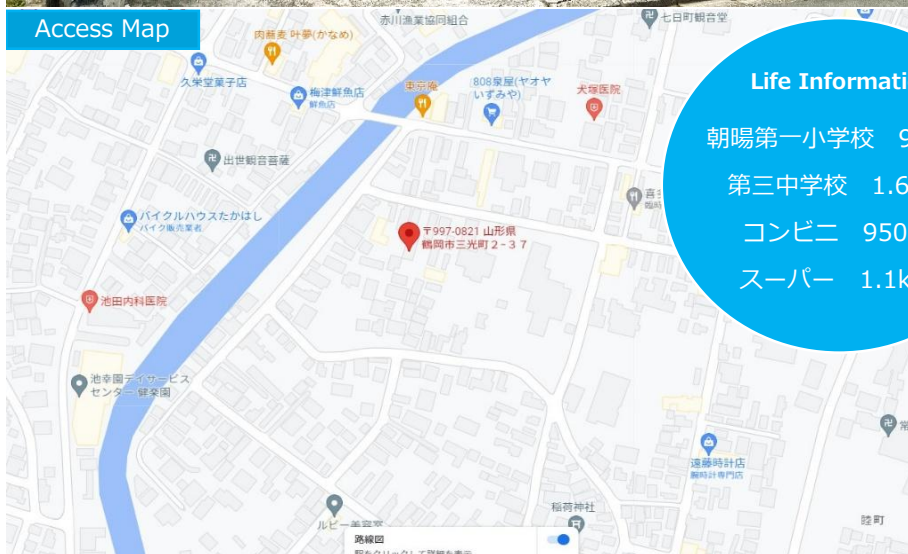 Access Map
赤川漁業協同組合
七日町観音堂
肉蕎麦 叶夢(かなめ)
久栄堂菓子店
梅津鮮魚店
鮮魚店
東京庵
808泉屋(ヤオヤ
いずみや)
犬塚医院
出世観音菩薩
バイクルハウスたかはし
バイク販売業者
〒997-0821 山形県
鶴岡市三光町2-37
池田内科医院
池幸園デイサービス
センター 健楽園
遠藤時計店
腕時計専門店
稲荷神社
睦町
路線図
Life Informati
朝暘第一小学校 9
第三中学校 1.6
コンビニ 950
スーパー 1.1k